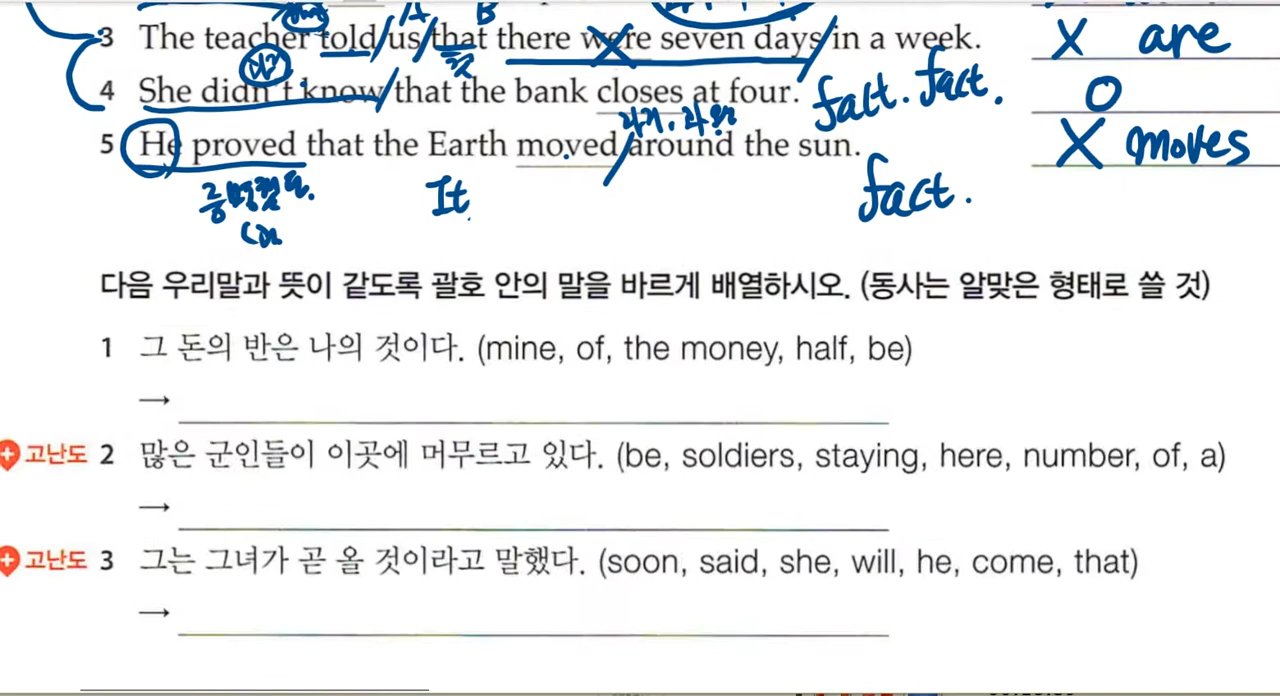 A B
3 The teacher told/us/that there were seven days/in a week. X are
것
4 She didn't know/that the bank closes at four. fact. fact. O
과거. 과완
5 He proved that the Earth moved/around the sun. X moves
It fact.
다음 우리말과 뜻이 같도록 괄호 안의 말을 바르게 배열하시오. (동사는 알맞은 형태로 쓸 것)
1 그 돈의 반은 나의 것이다. (mine, of, the money, half, be)
→
고난도 2 많은 군인들이 이곳에 머무르고 있다. (be, soldiers, staying, here, number, of, a)
→
고난도 3 그는 그녀가 곧 올 것이라고 말했다. (soon, said, she, will, he, come, that)
→